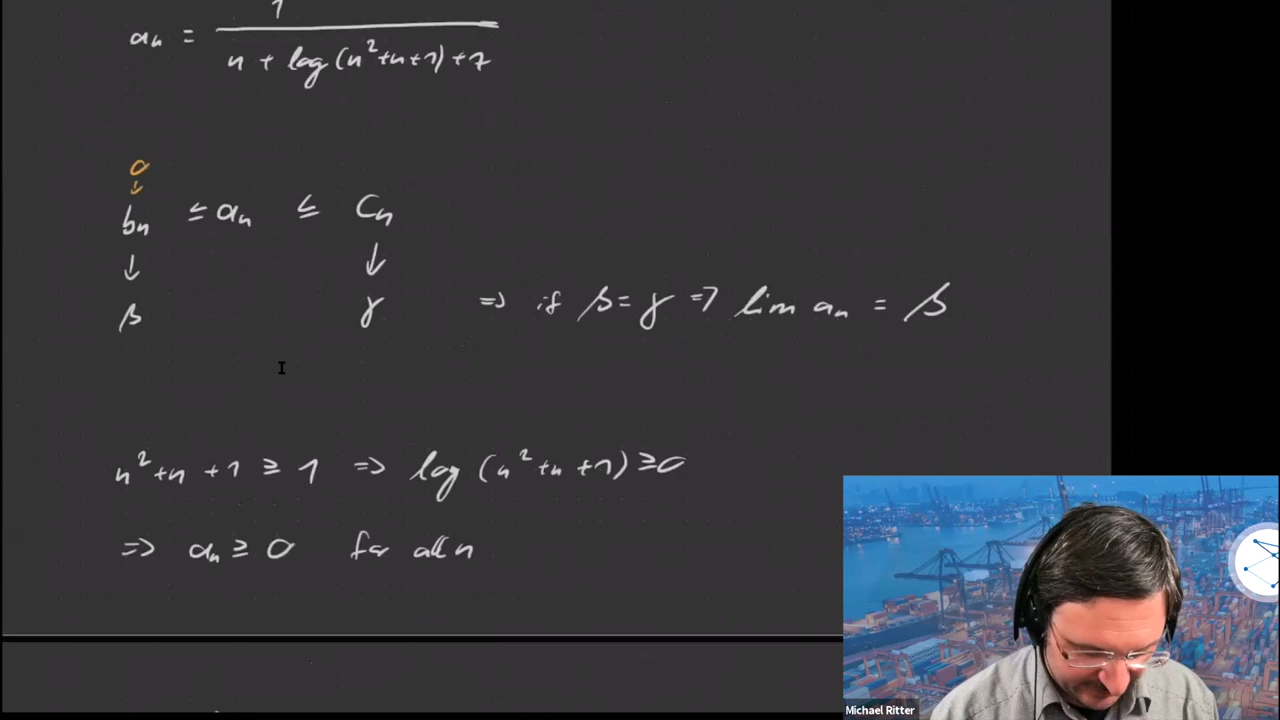 1
aₙ = n + log (n² + n + 1) + 7
0
↓
bₙ ≤ aₙ ≤ Cₙ
↓ ↓
β γ => if β = γ => lim aₙ = β
n² + n + 1 ≥ 1 => log (n² + n + 1) ≥ 0
=> aₙ ≥ 0 for all n
Michael Ritter